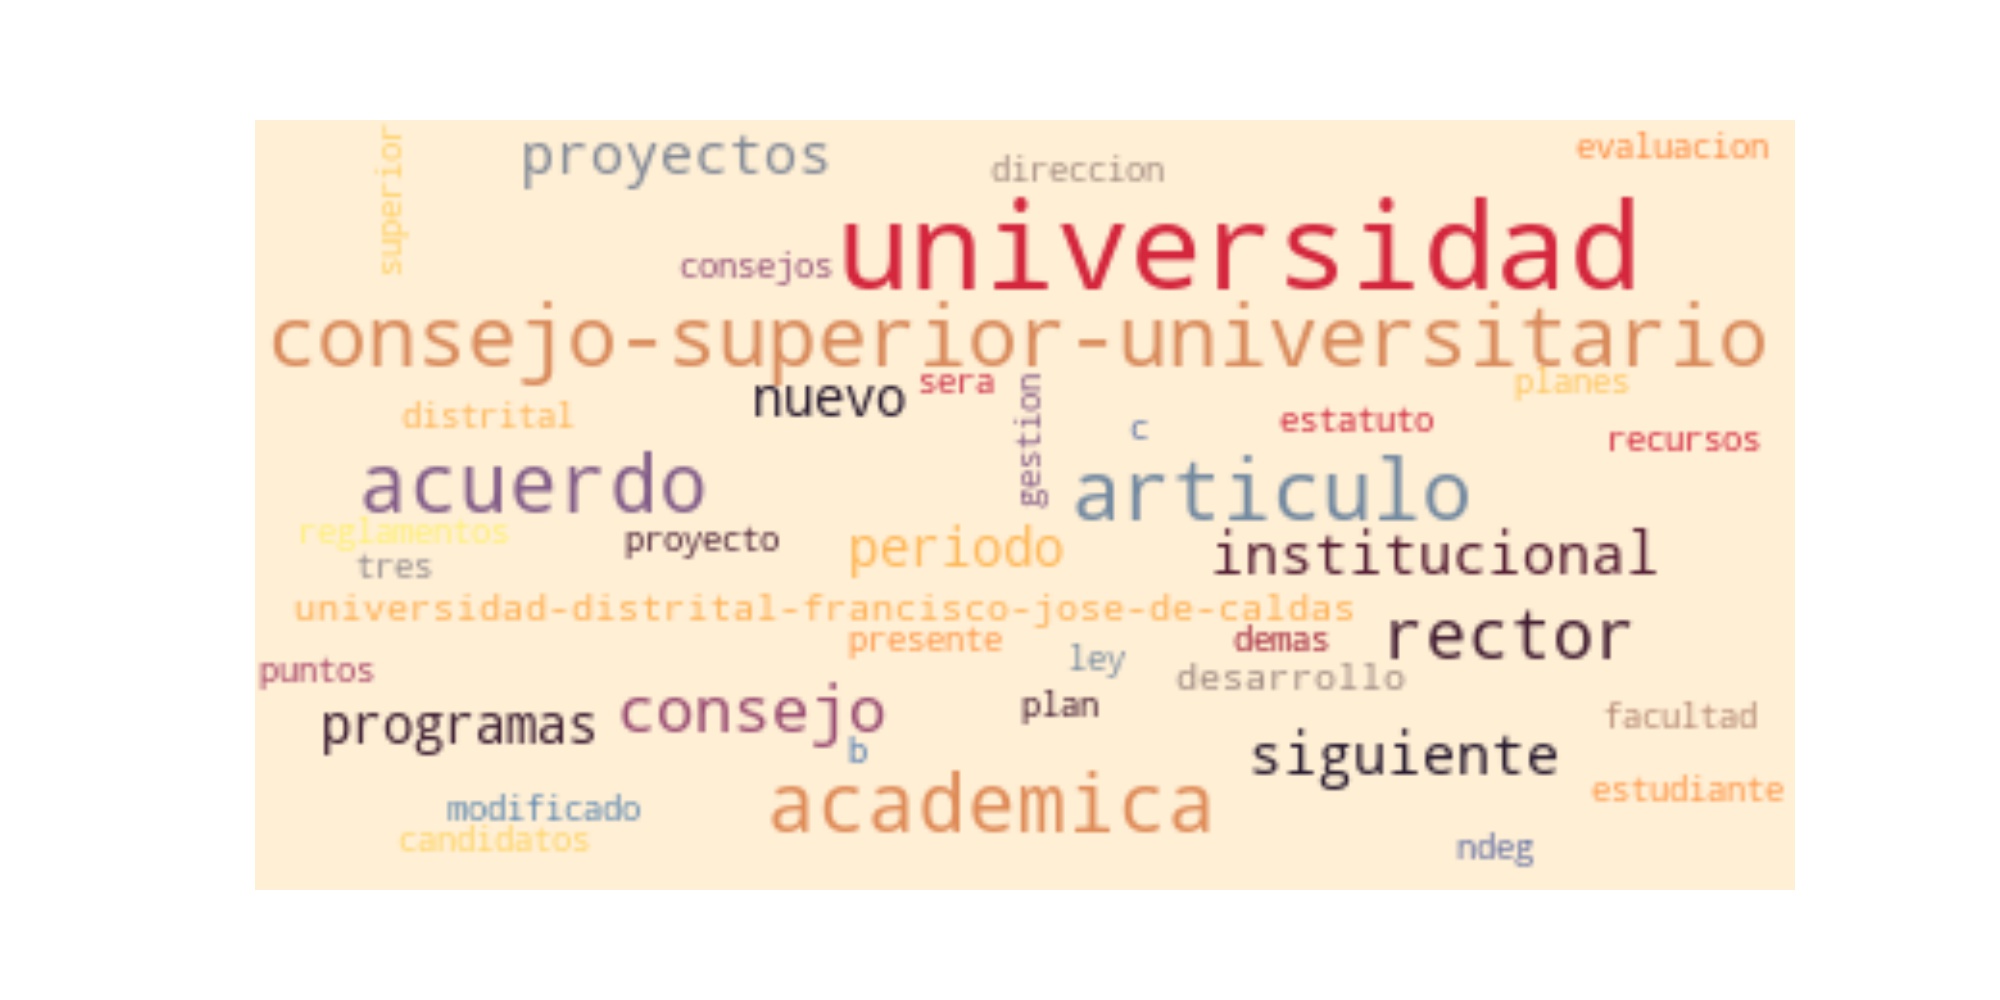 superior
proyectos
direccion
evaluacion
universidad
consejos
consejo-superior-universitario
nuevo
sera
gestion
planes
distrital
c
estatuto
recursos
acuerdo
articulo
reglamentos
proyecto
periodo
institucional
tres
universidad-distrital-francisco-jose-de-caldas
rector
presente
demas
ley
puntos
desarrollo
programas
consejo
plan
facultad
b
siguiente
modificado
academica
estudiante
candidatos
ndeg